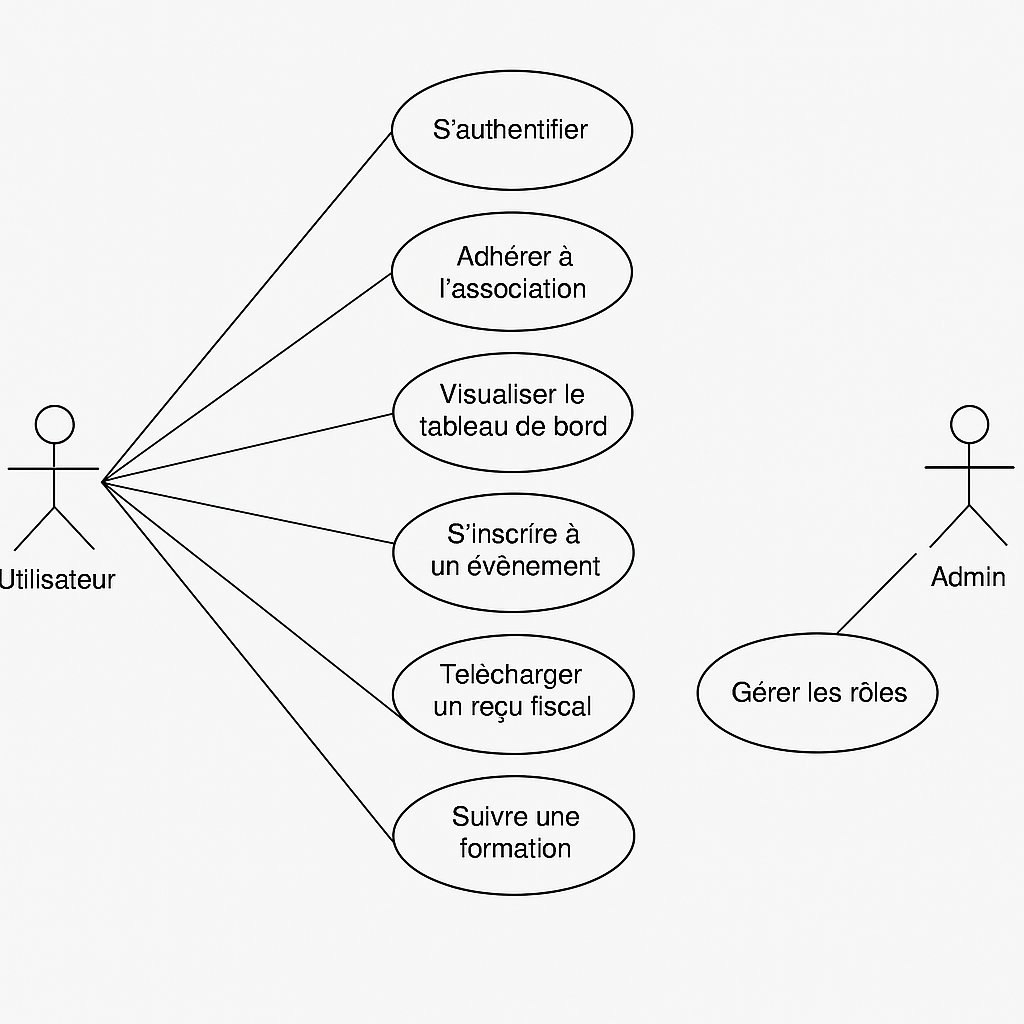 S'authentifier
Adhérer à
l'association
Visualiser le
tableau de bord
S'inscríre à
un évênement
Telècharger
un reçu fiscal
Suivre une
formation
Utilisateur
Admin
Gérer les rôles